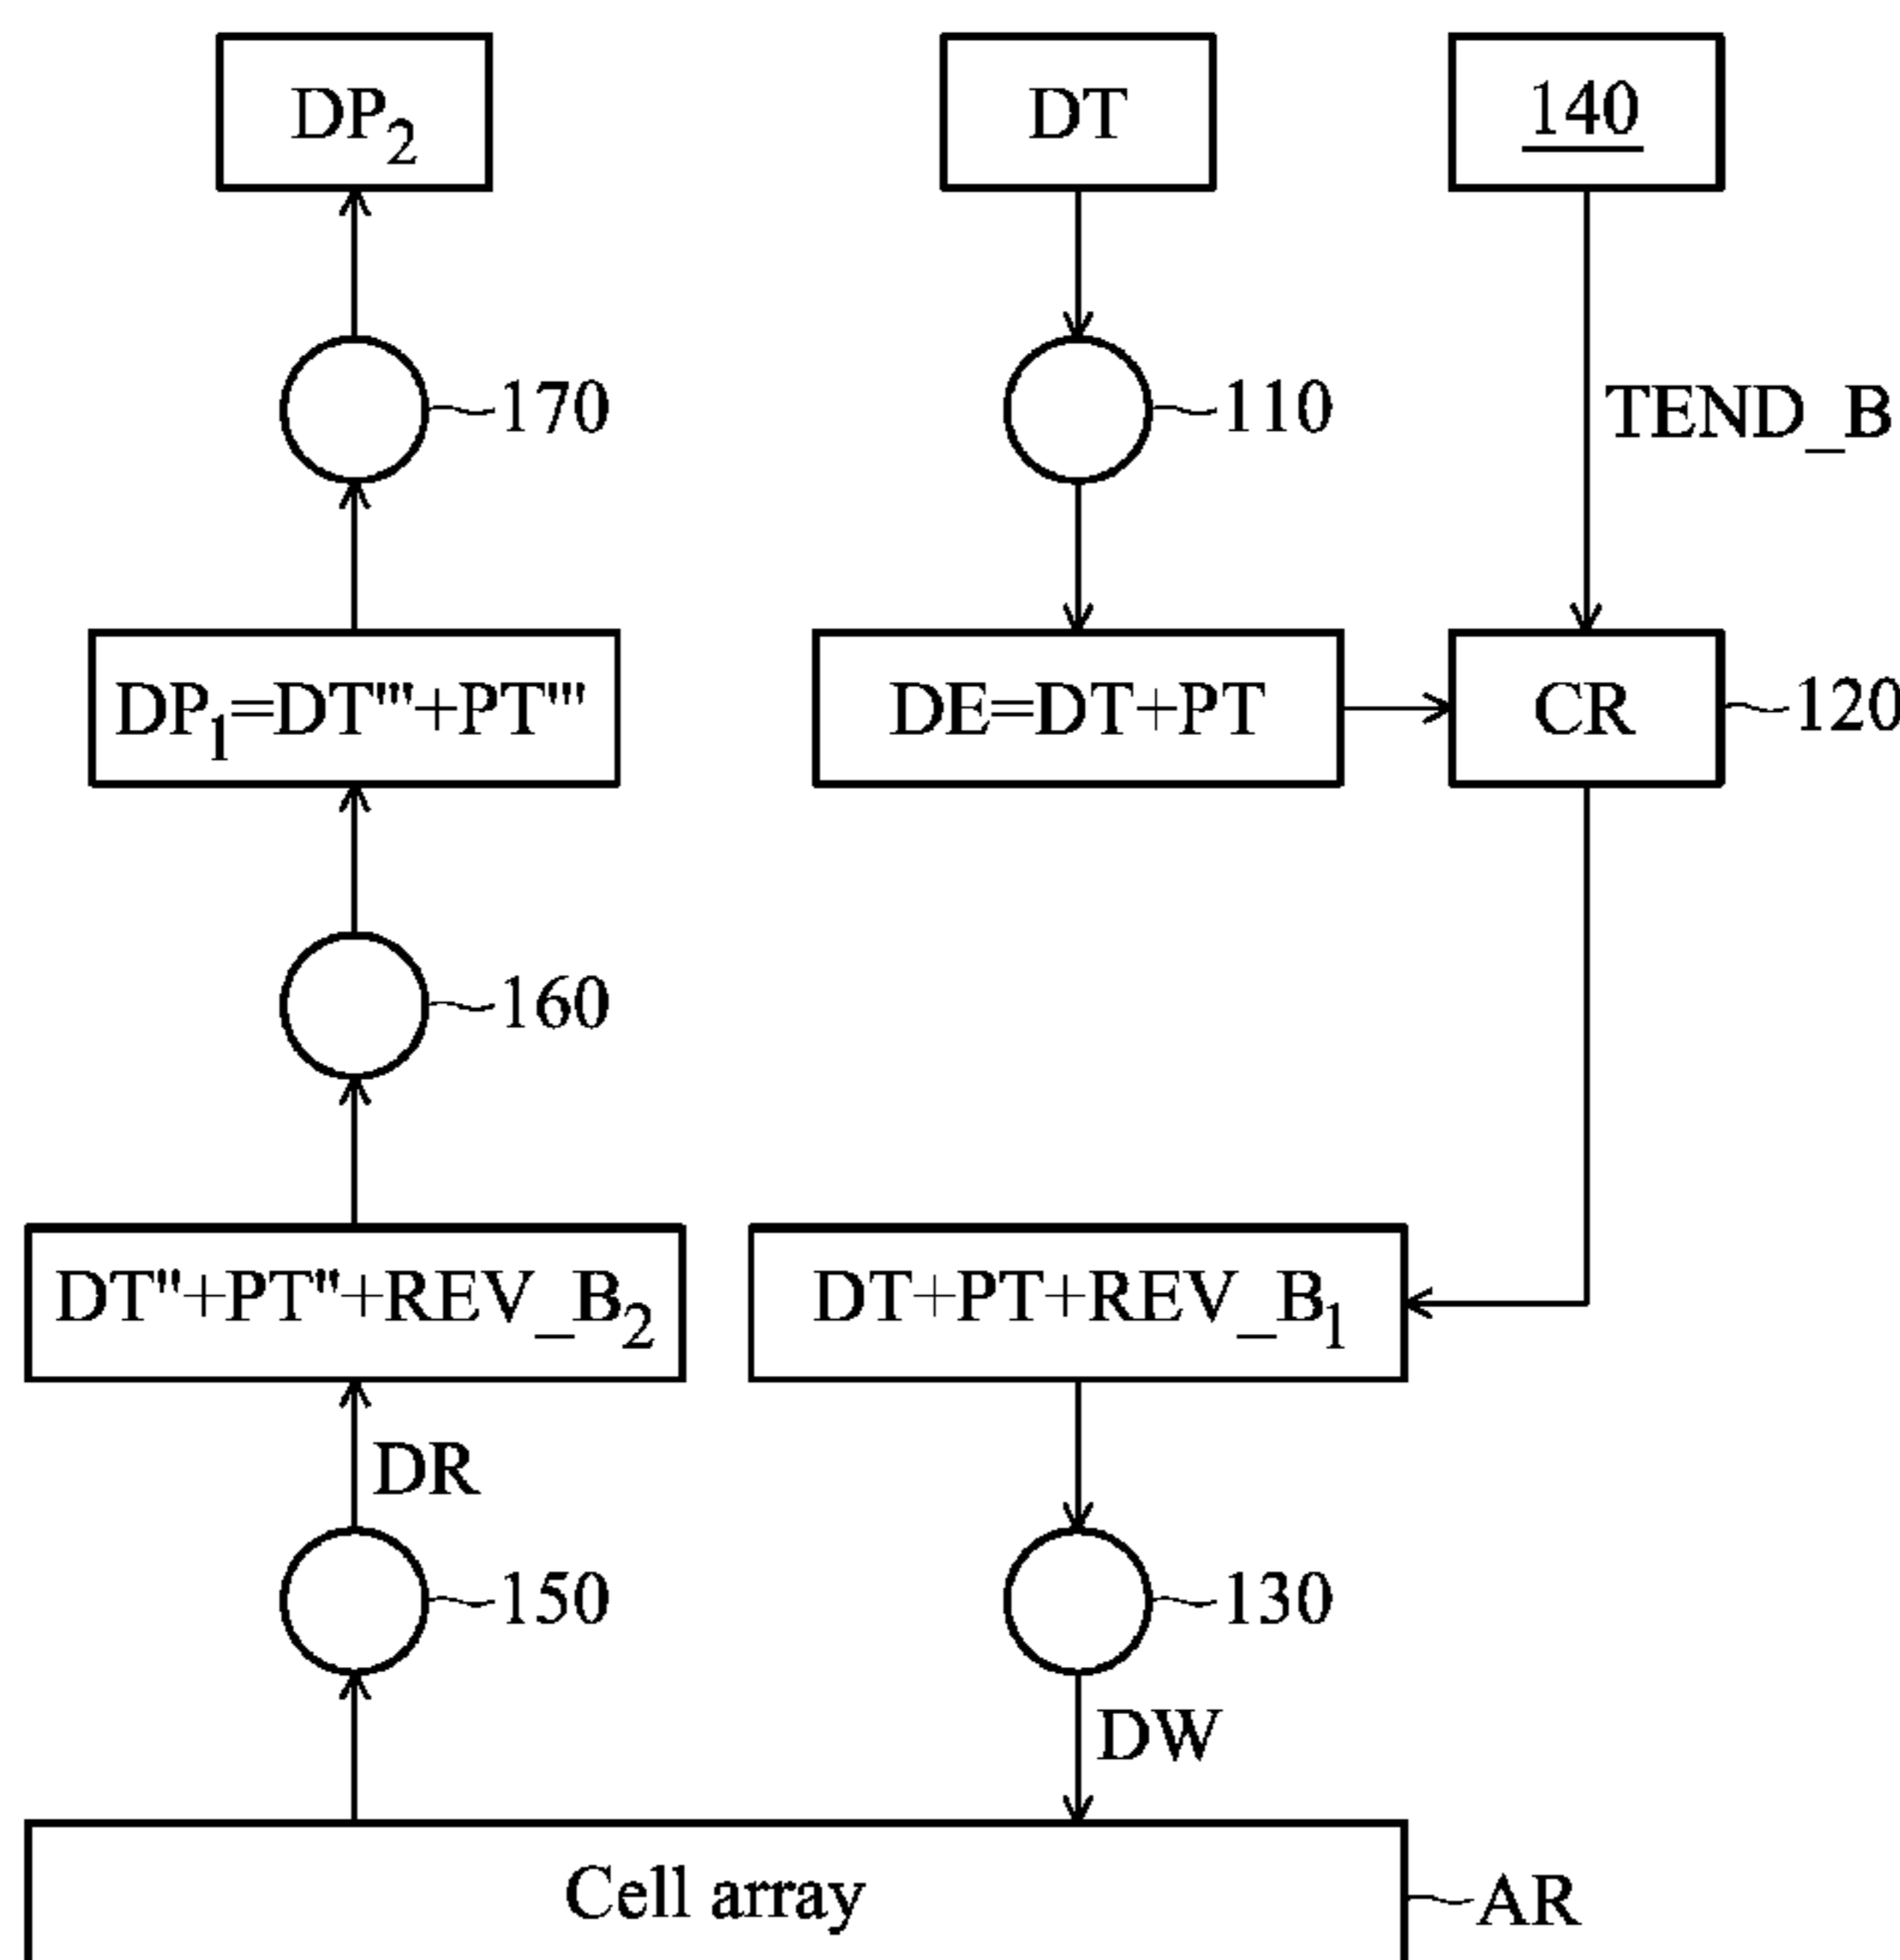 DP2
DT
140
170
110
TEND_B
DP1=DT'''+PT'''
DE=DT+PT
CR
120
160
DT''+PT''+REV_B2
DT+PT+REV_B1
DR
150
130
DW
Cell array
AR